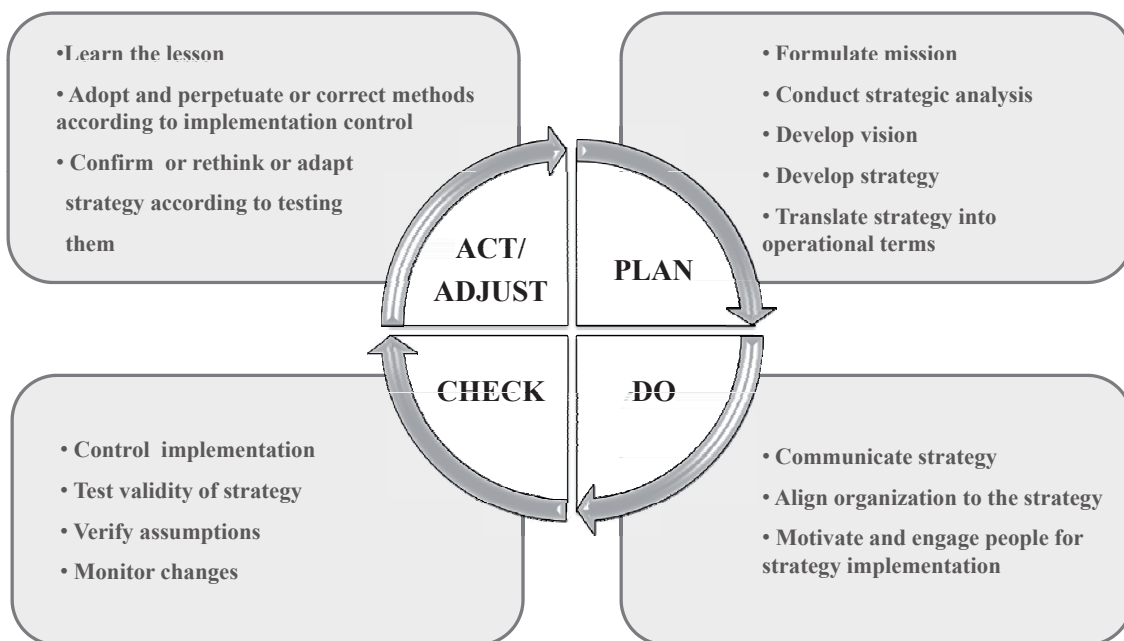 •Learn the lesson
• Adopt and perpetuate or correct methods
according to implementation control
• Confirm or rethink or adapt
strategy according to testing
them
• Formulate mission
• Conduct strategic analysis
• Develop vision
• Develop strategy
• Translate strategy into
operational terms
ACT/
ADJUST
PLAN
CHECK
DO
• Control implementation
• Test validity of strategy
• Verify assumptions
• Monitor changes
• Communicate strategy
• Align organization to the strategy
• Motivate and engage people for
strategy implementation